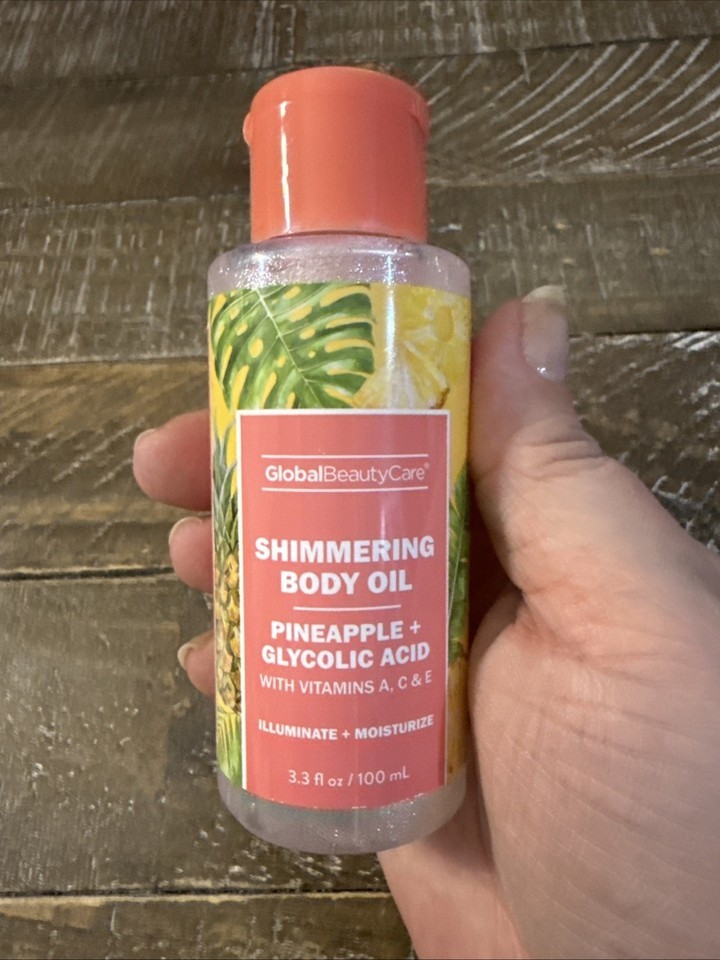 GlobalBeautyCare®
SHIMMERING
BODY OIL
PINEAPPLE +
GLYCOLIC ACID
WITH VITAMINS A, C & E
ILLUMINATE + MOISTURIZE
3.3 fl oz / 100 mL